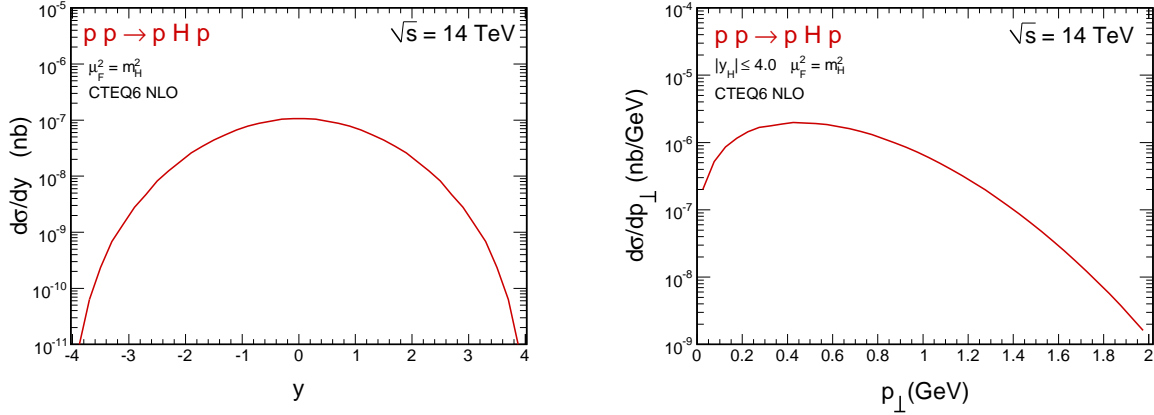 p p → p H p
√s = 14 TeV
μ_F^2 = m_H^2
CTEQ6 NLO
dσ/dy (nb)
10^-5
10^-6
10^-7
10^-8
10^-9
10^-10
10^-11
-4 -3 -2 -1 0 1 2 3 4
y
p p → p H p
√s = 14 TeV
|y_H| ≤ 4.0 μ_F^2 = m_H^2
CTEQ6 NLO
dσ/dp_⊥ (nb/GeV)
10^-4
10^-5
10^-6
10^-7
10^-8
10^-9
0 0.2 0.4 0.6 0.8 1 1.2 1.4 1.6 1.8 2
p_⊥(GeV)